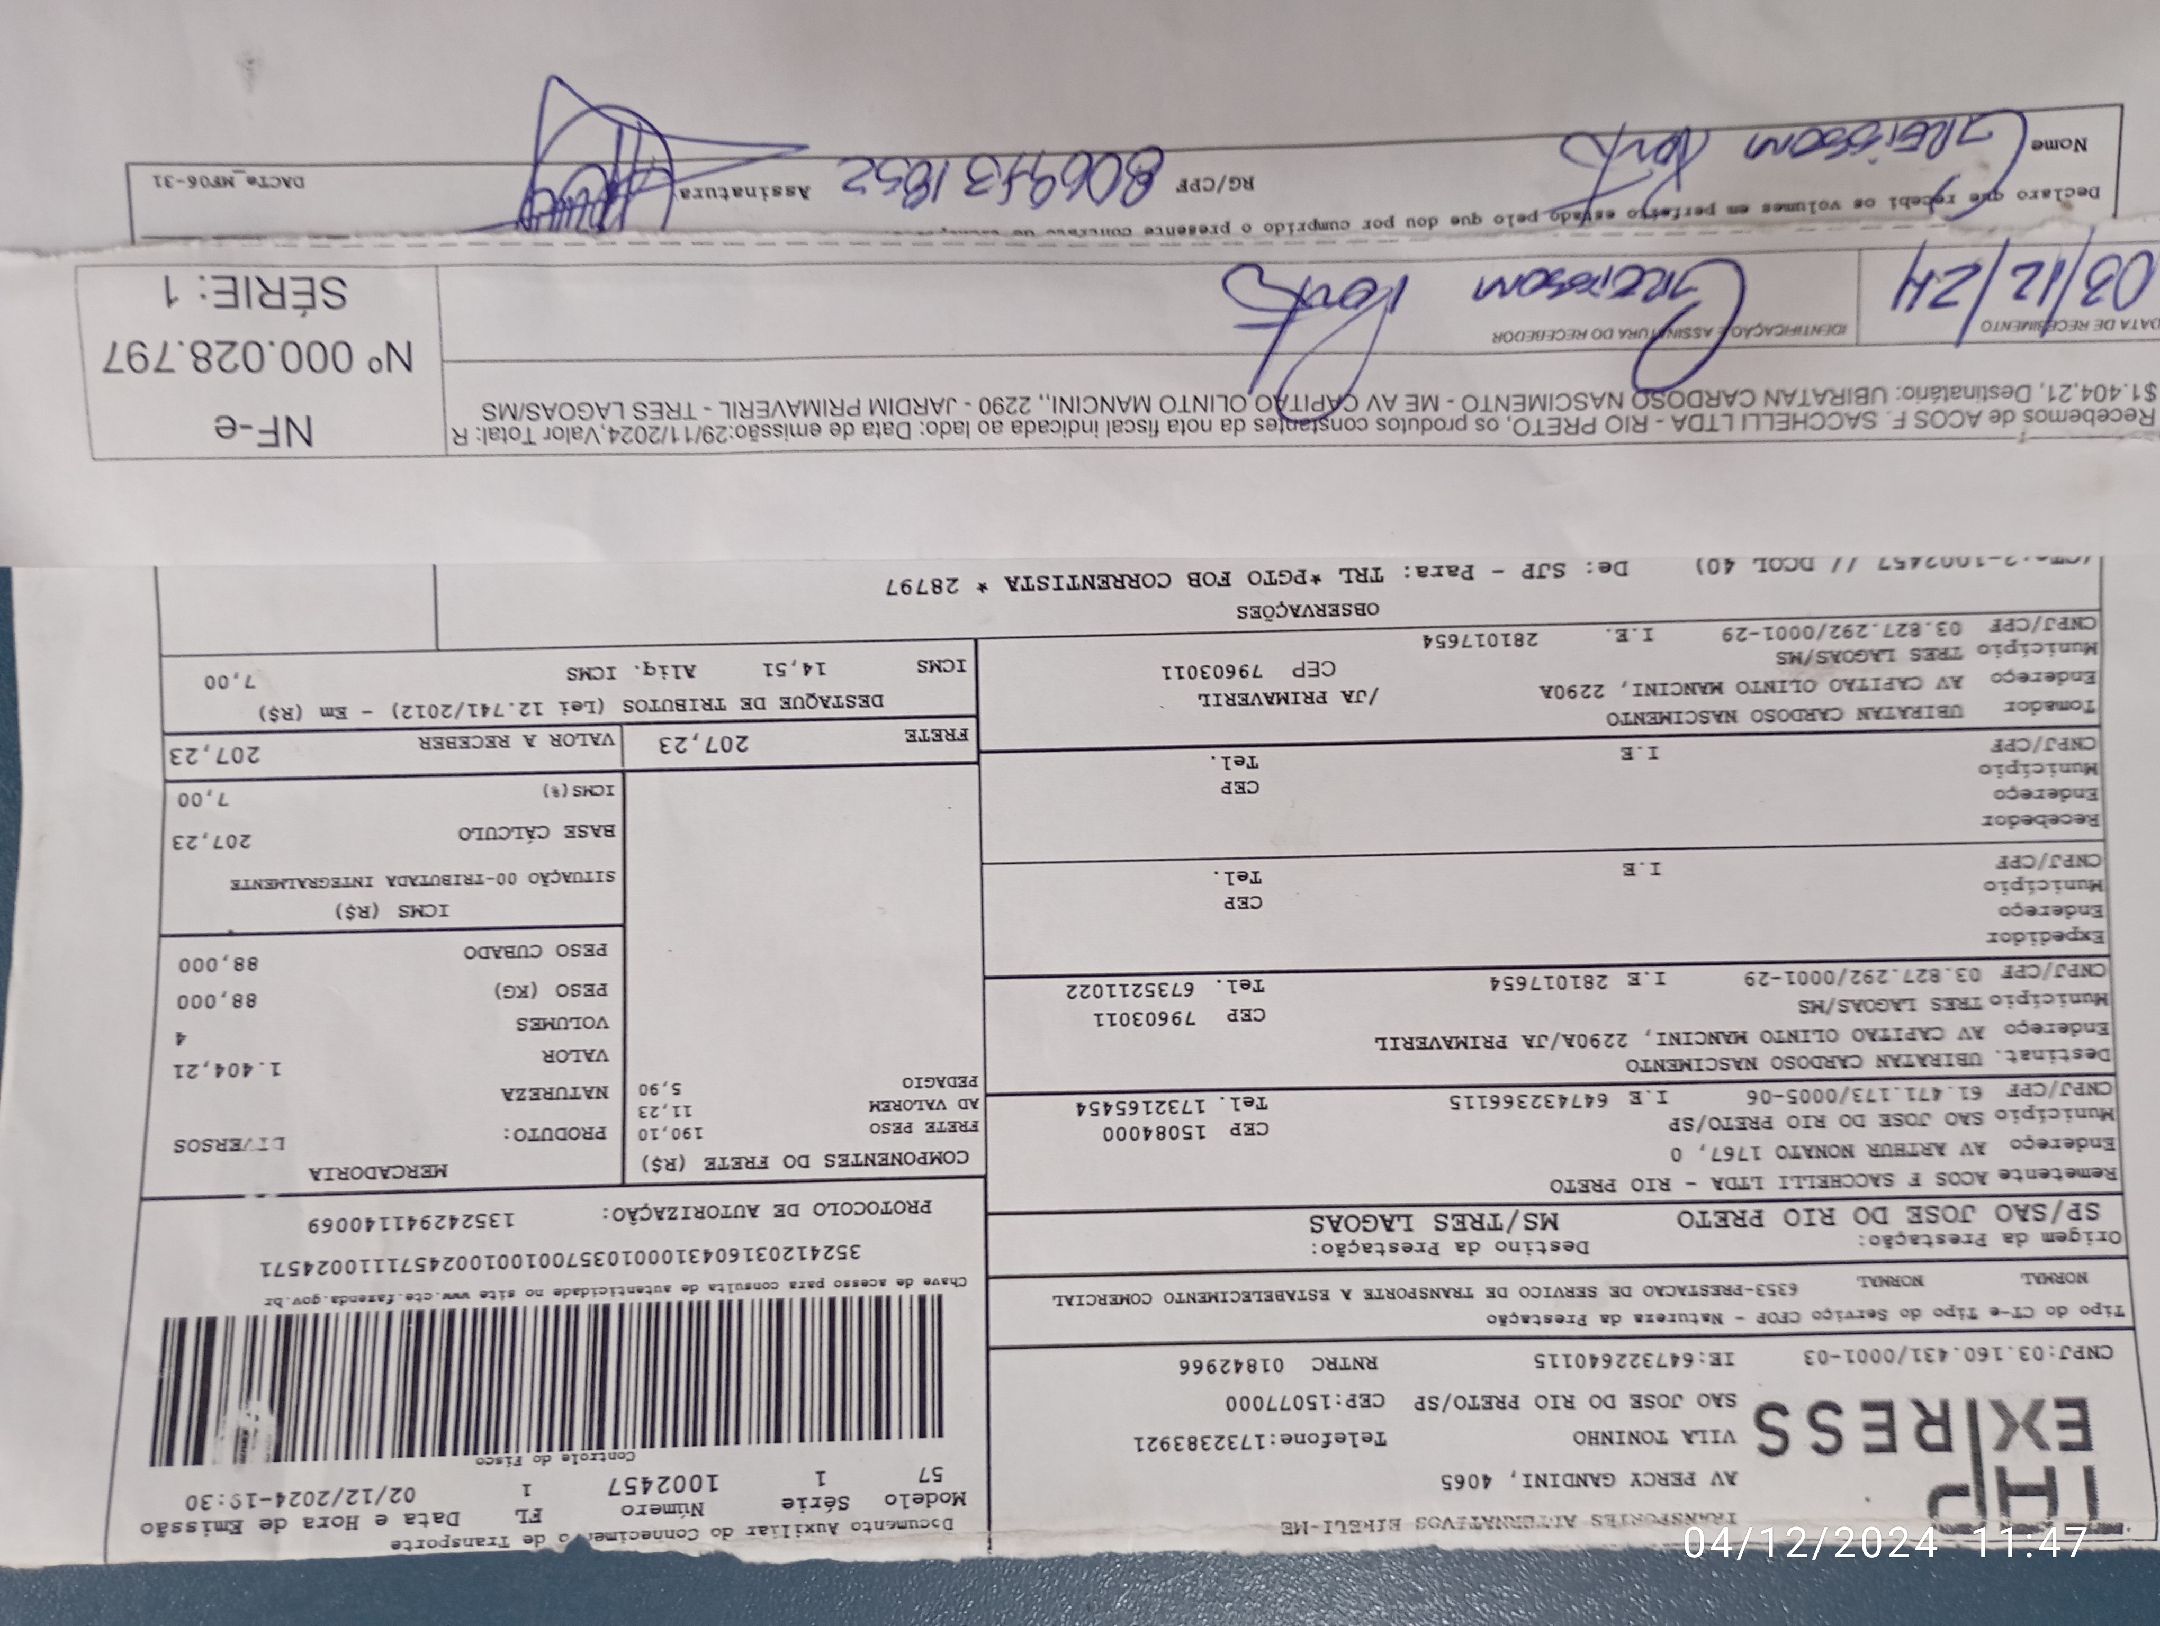 TRANSPORTES ALTERNATIVOS EIRELI-ME
THP
EXPRESS
AV PERCY GANDINI, 4065
VILA TONINHO Telefone:1732383921
SAO JOSE DO RIO PRETO/SP CEP:15077000
CNPJ:03.160.431/0001-03 IE:647322640115 RNTRC 01842966
Documento Auxiliar do Conhecimento de Transporte
Modelo Série Número FL Data e Hora de Emissão
57 1 1002457 1 02/12/2024-19:30
Controle do Fisco
Chave de acesso para consulta de autenticidade no site www.cte.fazenda.gov.br
35241203160431000103570010010024571110024571
PROTOCOLO DE AUTORIZAÇÃO: 135242941140069
Tipo do CT-e Tipo do Serviço CFOP - Natureza da Prestação
NORMAL NORMAL 6353-PRESTACAO DE SERVICO DE TRANSPORTE A ESTABELECIMENTO COMERCIAL
Origem da Prestação: Destino da Prestação:
SP/SAO JOSE DO RIO PRETO MS/TRES LAGOAS
Remetente ACOS F SACCHELLI LTDA - RIO PRETO
Endereço AV ARTHUR NONATO 1767, 0
Município SAO JOSE DO RIO PRETO/SP CEP 15084000
CNPJ/CPF 61.471.173/0005-06 I.E 647432366115 Tel. 1732165454
Destinat. UBIRATAN CARDOSO NASCIMENTO
Endereço AV CAPITAO OLINTO MANCINI, 2290A/JA PRIMAVERIL
Município TRES LAGOAS/MS CEP 79603011
CNPJ/CPF 03.827.292/0001-29 I.E 281017654 Tel. 6735211022
Expedidor
Endereço
Município CEP
CNPJ/CPF I.E Tel.
Recebedor
Endereço
Município CEP
CNPJ/CPF I.E Tel.
Tomador UBIRATAN CARDOSO NASCIMENTO
Endereço AV CAPITAO OLINTO MANCINI, 2290A /JA PRIMAVERIL
Município TRES LAGOAS/MS CEP 79603011
CNPJ/CPF 03.827.292/0001-29 I.E. 281017654
COMPONENTES DO FRETE (R$)
FRETE PESO 190,10
AD VALOREM 11,23
PEDAGIO 5,90
MERCADORIA
PRODUTO: DIVERSOS
NATUREZA
VALOR 1.404,21
VOLUMES 4
PESO (KG) 88,000
PESO CUBADO 88,000
ICMS (R$)
SITUAÇÃO 00-TRIBUTADA INTEGRALMENTE
BASE CÁLCULO 207,23
ICMS(%) 7,00
FRETE 207,23 VALOR A RECEBER 207,23
DESTAQUE DE TRIBUTOS (Lei 12.741/2012) - Em (R$)
ICMS 14,51 Aliq. ICMS 7,00
OBSERVAÇÕES
1002457 // DCOL 40) De: SJP - Para: TRL *PGTO FOB CORRENTISTA * 28797
Recebemos de ACOS F. SACCHELLI LTDA - RIO PRETO, os produtos constantes da nota fiscal indicada ao lado: Data de emissão:29/11/2024,Valor Total: R
$1.404,21, Destinatário: UBIRATAN CARDOSO NASCIMENTO - ME AV CAPITAO OLINTO MANCINI,, 2290 - JARDIM PRIMAVERIL - TRES LAGOAS/MS
DATA DE RECEBIMENTO IDENTIFICAÇÃO E ASSINATURA DO RECEBEDOR
03/12/24
NF-e
Nº 000.028.797
SÉRIE: 1
Declaro que recebi os volumes em perfeito estado pelo que dou por cumprido o presente contrato de
Nome RG/CPF Assinatura
DACTe_MF06-31
04/12/2024 11:47